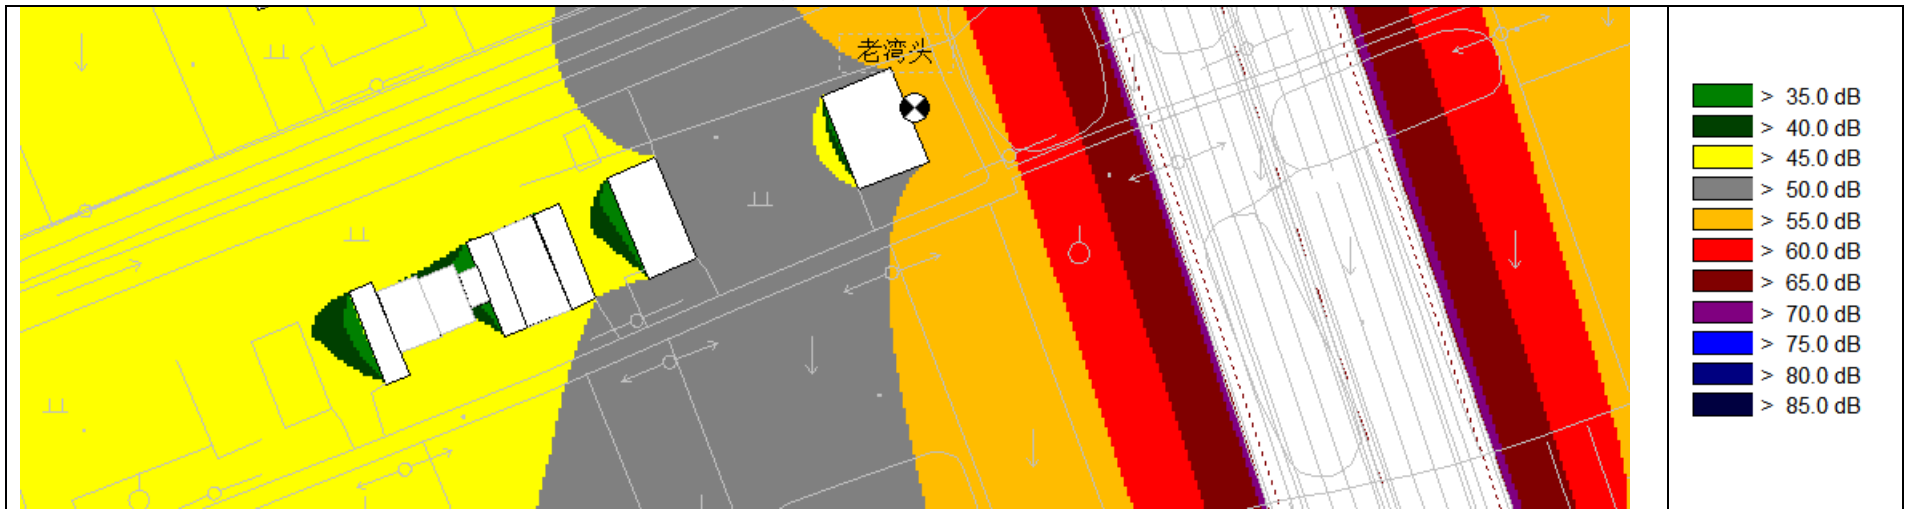 老湾头
> 35.0 dB
> 40.0 dB
> 45.0 dB
> 50.0 dB
> 55.0 dB
> 60.0 dB
> 65.0 dB
> 70.0 dB
> 75.0 dB
> 80.0 dB
> 85.0 dB